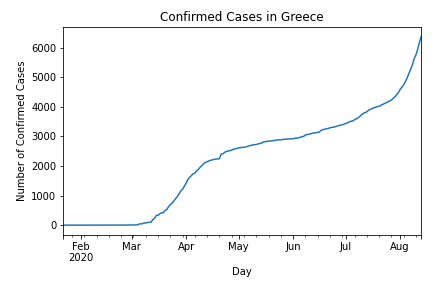 Confirmed Cases in Greece
Number of Confirmed Cases
6000
5000
4000
3000
2000
1000
0
Feb Mar Apr May Jun Jul Aug
2020
Day